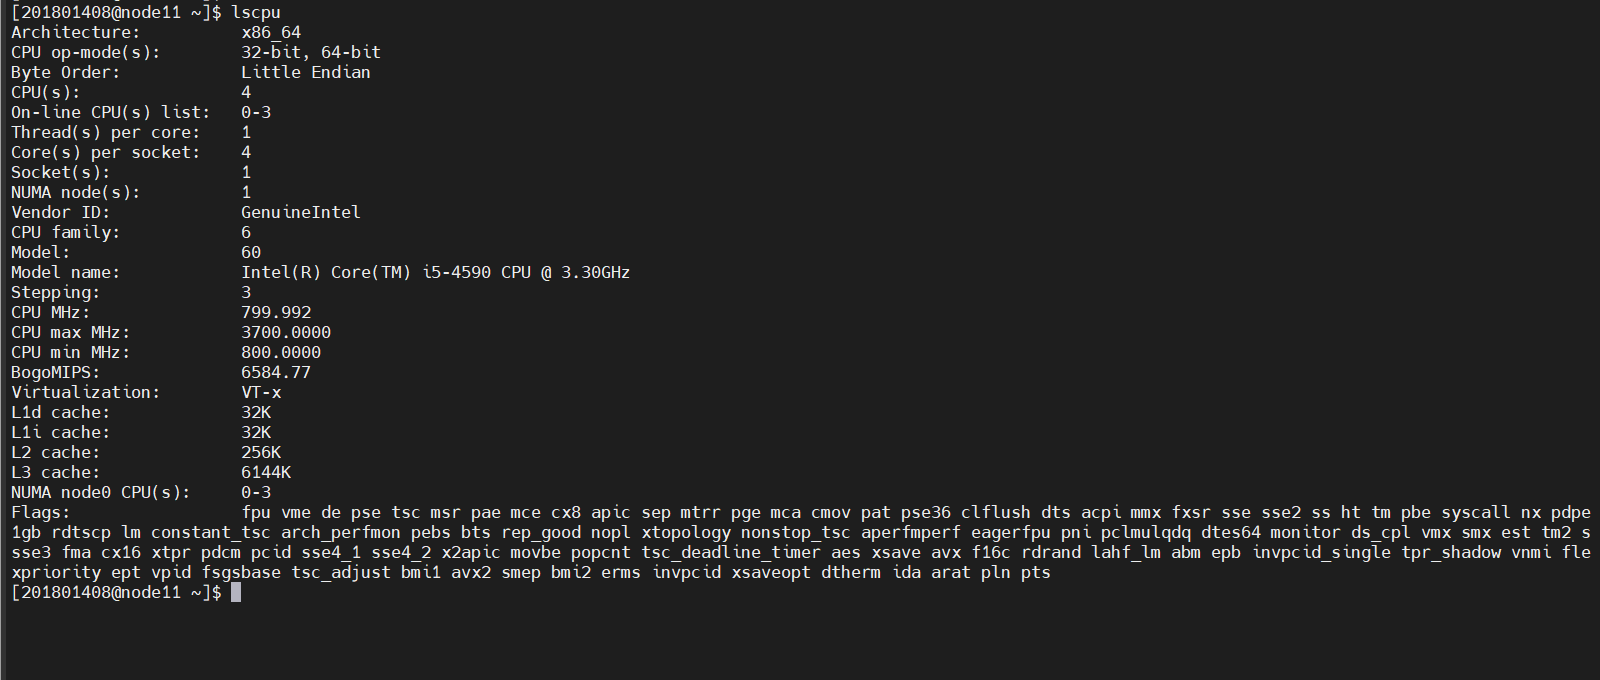 [201801408@node11 ~]$ lscpu
Architecture:          x86_64
CPU op-mode(s):        32-bit, 64-bit
Byte Order:            Little Endian
CPU(s):                4
On-line CPU(s) list:   0-3
Thread(s) per core:    1
Core(s) per socket:    4
Socket(s):             1
NUMA node(s):          1
Vendor ID:             GenuineIntel
CPU family:            6
Model:                 60
Model name:            Intel(R) Core(TM) i5-4590 CPU @ 3.30GHz
Stepping:              3
CPU MHz:               799.992
CPU max MHz:           3700.0000
CPU min MHz:           800.0000
BogoMIPS:              6584.77
Virtualization:        VT-x
L1d cache:             32K
L1i cache:             32K
L2 cache:              256K
L3 cache:              6144K
NUMA node0 CPU(s):     0-3
Flags:                 fpu vme de pse tsc msr pae mce cx8 apic sep mtrr pge mca cmov pat pse36 clflush dts acpi mmx fxsr sse sse2 ss ht tm pbe syscall nx pdpe
1gb rdtscp lm constant_tsc arch_perfmon pebs bts rep_good nopl xtopology nonstop_tsc aperfmperf eagerfpu pni pclmulqdq dtes64 monitor ds_cpl vmx smx est tm2 s
sse3 fma cx16 xtpr pdcm pcid sse4_1 sse4_2 x2apic movbe popcnt tsc_deadline_timer aes xsave avx f16c rdrand lahf_lm abm epb invpcid_single tpr_shadow vnmi fle
xpriority ept vpid fsgsbase tsc_adjust bmi1 avx2 smep bmi2 erms invpcid xsaveopt dtherm ida arat pln pts
[201801408@node11 ~]$